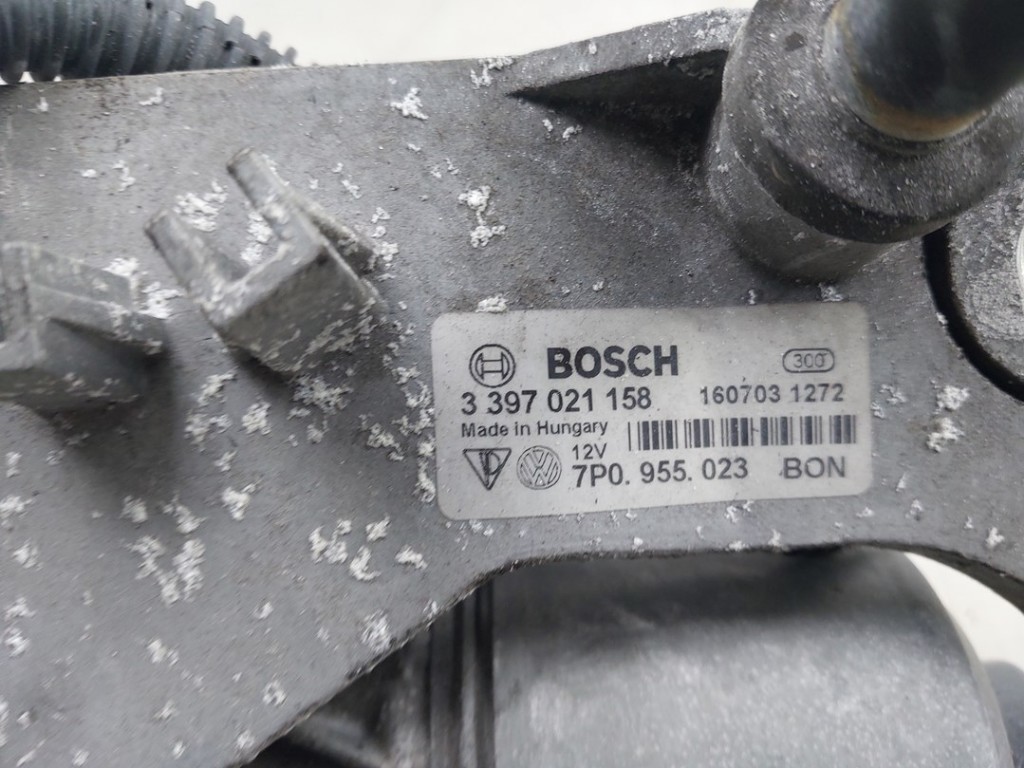 BOSCH 300
3 397 021 158 160703 1272
Made in Hungary
12V
7P0. 955. 023 BON